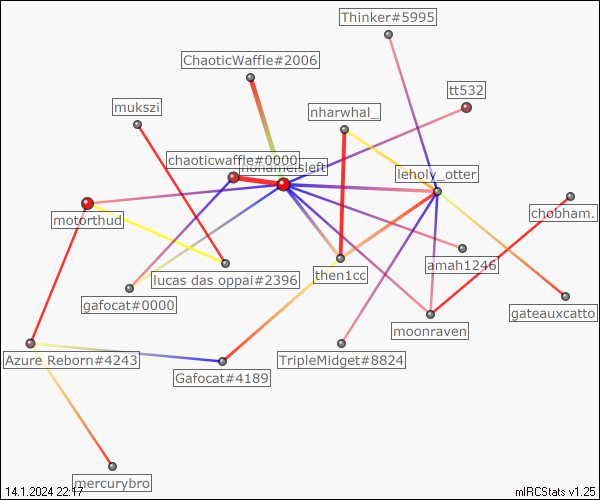 Thinker#5995
ChaoticWaffle#2006
tt532
mukszi
nharwhal_
chaoticwaffle#0000
nonameisleft
leholy_otter
chobham.
motorthud
amah1246
then1cc
lucas das oppai#2396
gafocat#0000
gateauxcatto
moonraven
Azure Reborn#4243
TripleMidget#8824
Gafocat#4189
mercurybro
14.1.2024 22:17
mIRCStats v1.25